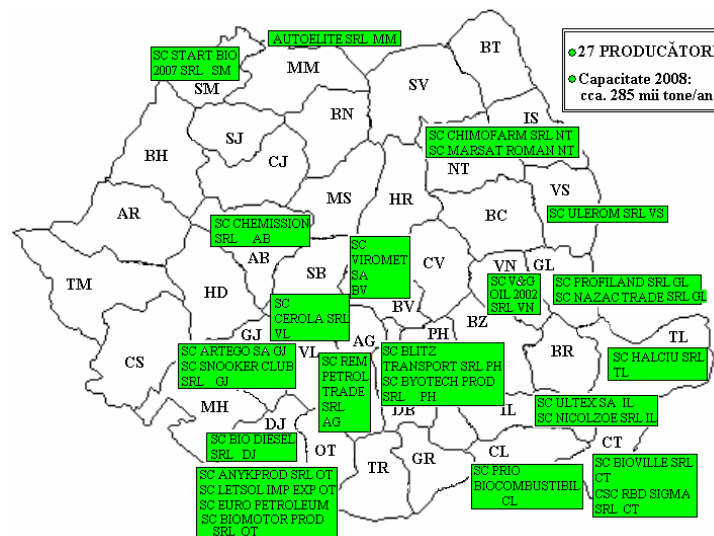 AUTOELITE SRL MM
SC START BIO
2007 SRL SM
SM
MM
SV
BT
27 PRODUCĂTORI
Capacitate 2008:
cca. 285 mii tone/an
BN
IS
SJ
CJ
BH
SC CHIMOFARM SRL NT
SC MARSAT ROMAN NT
NT
MS
HR
VS
AR
BC
SC ULEROM SRL VS
SC CHEMISSION
SRL AB
AB
SC
VIROMET
SA
BV
CV
VN
GL
TM
HD
SB
SC V&G
OIL 2002
SRL VN
SC PROFILAND SRL GL
SC NAZAC TRADE SRL GL
SC
CEROLA SRL
VL
BV
BZ
GJ
VL
AG
PH
BR
TL
CS
SC ARTEGO SA GJ
SC SNOOKER CLUB
SRL GJ
SC REM
PETROL
TRADE
SRL
AG
SC BLITZ
TRANSPORT SRL PH
SC BYOTECH PROD
SRL PH
SC HALCIU SRL
TL
MH
DJ
DB
IL
SC ULTEX SA IL
SC NICOLZOE SRL IL
SC BIO DIESEL
SRL DJ
OT
TR
GR
CL
CT
SC ANYKPROD SRL OT
SC LETSOL IMP EXP OT
SC EURO PETROLEUM
SC BIOMOTOR PROD
SRL OT
SC PRIO
BIOCOMBUSTIBIL
CL
SC BIOVILLE SRL
CT
CSC RBD SIGMA
SRL CT